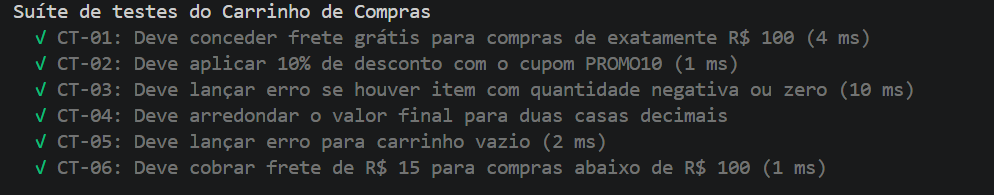 Suíte de testes do Carrinho de Compras
√ CT-01: Deve conceder frete grátis para compras de exatamente R$ 100 (4 ms)
√ CT-02: Deve aplicar 10% de desconto com o cupom PROMO10 (1 ms)
√ CT-03: Deve lançar erro se houver item com quantidade negativa ou zero (10 ms)
√ CT-04: Deve arredondar o valor final para duas casas decimais
√ CT-05: Deve lançar erro para carrinho vazio (2 ms)
√ CT-06: Deve cobrar frete de R$ 15 para compras abaixo de R$ 100 (1 ms)